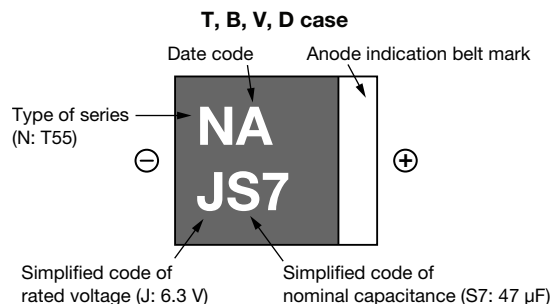 T, B, V, D case
Date code
Anode indication belt mark
Type of series
(N: T55)
NA
⊖
⊕
JS7
Simplified code of
rated voltage (J: 6.3 V)
Simplified code of
nominal capacitance (S7: 47 μF)